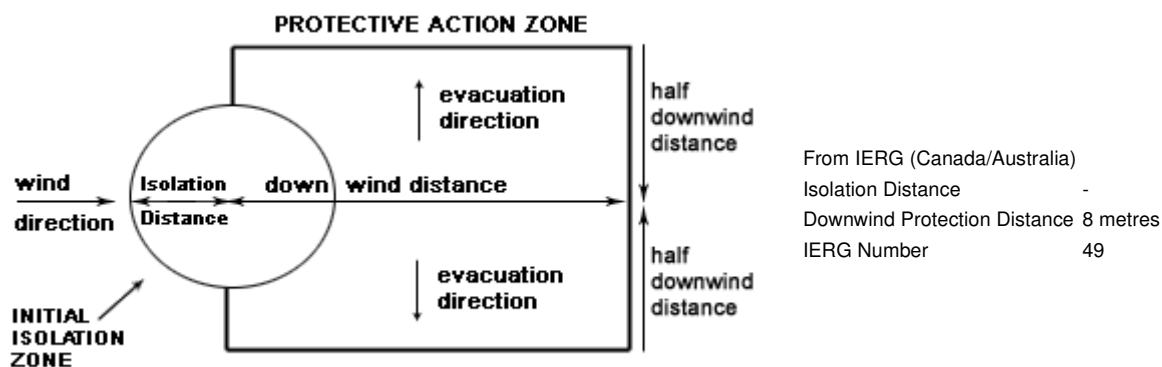 PROTECTIVE ACTION ZONE
evacuation
direction
half
downwind
distance
wind
direction
Isolation
Distance
down wind distance
evacuation
direction
half
downwind
distance
INITIAL
ISOLATION
ZONE
From IERG (Canada/Australia)
Isolation Distance -
Downwind Protection Distance 8 metres
IERG Number 49